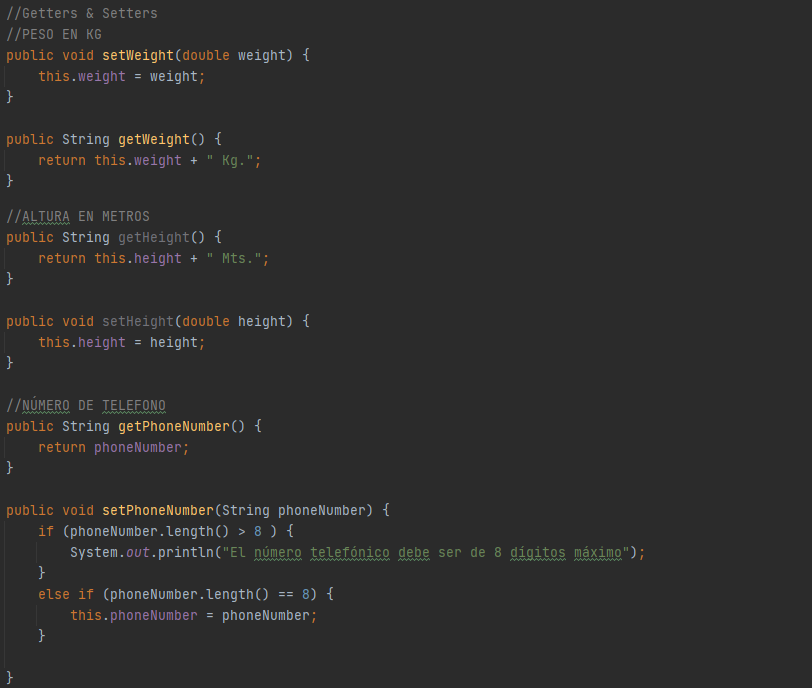 //Getters & Setters
//PESO EN KG
public void setWeight(double weight) {
    this.weight = weight;
}

public String getWeight() {
    return this.weight + " Kg.";
}

//ALTURA EN METROS
public String getHeight() {
    return this.height + " Mts.";
}

public void setHeight(double height) {
    this.height = height;
}

//NÚMERO DE TELEFONO
public String getPhoneNumber() {
    return phoneNumber;
}

public void setPhoneNumber(String phoneNumber) {
    if (phoneNumber.length() > 8 ) {
        System.out.println("El número telefónico debe ser de 8 dígitos máximo");
    }
    else if (phoneNumber.length() == 8) {
        this.phoneNumber = phoneNumber;
    }

}